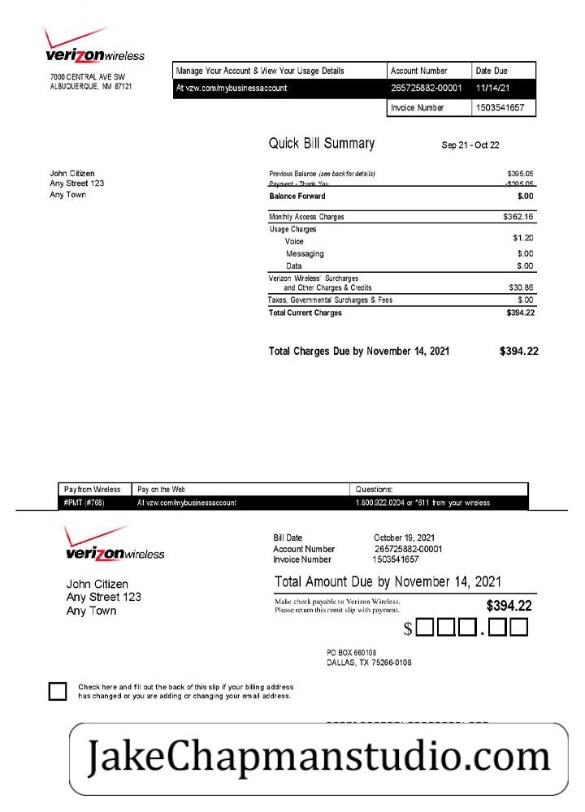 verizonwireless
7000 CENTRAL AVE SW
ALBUQUERQUE, NM 87121
Manage Your Account & View Your Usage Details Account Number Date Due
At vzw.com/mybusinessaccount 265725882-00001 11/14/21
Invoice Number 1503541657
Quick Bill Summary Sep 21 - Oct 22
John Citizen
Any Street 123
Any Town
Previous Balance (see back for details) $395.05
Payment - Thank You -$395.05
Balance Forward $.00
Monthly Access Charges $362.16
Usage Charges
Voice $1.20
Messaging $.00
Data $.00
Verizon Wireless' Surcharges
and Other Charges & Credits $30.86
Taxes, Governmental Surcharges & Fees $.00
Total Current Charges $394.22
Total Charges Due by November 14, 2021 $394.22
Pay from Wireless Pay on the Web Questions:
#PMT (#768) At vzw.com/mybusinessaccount 1.800.922.0204 or *611 from your wireless
verizonwireless
Bill Date October 19, 2021
Account Number 265725882-00001
Invoice Number 1503541657
John Citizen
Any Street 123
Any Town
Total Amount Due by November 14, 2021
Make check payable to Verizon Wireless.
Please return this remit slip with payment.
$394.22
$ .
PO BOX 660108
DALLAS, TX 75266-0108
Check here and fill out the back of this slip if your billing address
has changed or you are adding or changing your email address.
JakeChapmanstudio.com